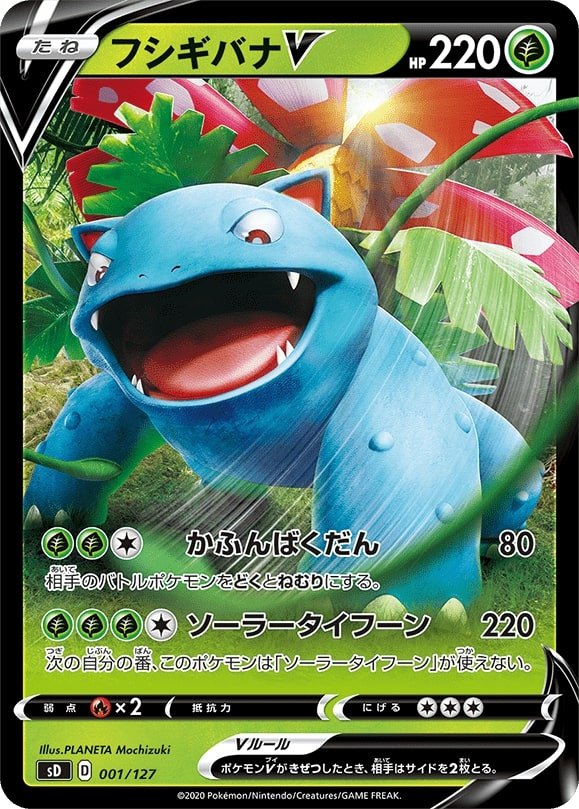 たね フシギバナV HP 220
かふんばくだん 80
相手のバトルポケモンをどくとねむりにする。
ソーラータイフーン 220
次の自分の番、このポケモンは「ソーラータイフーン」が使えない。
弱点 ×2 抵抗力 にげる
Illus.PLANETA Mochizuki
Vルール
sD D 001/127
ポケモンVがきぜつしたとき、相手はサイドを2枚とる。
©2020 Pokémon/Nintendo/Creatures/GAME FREAK.